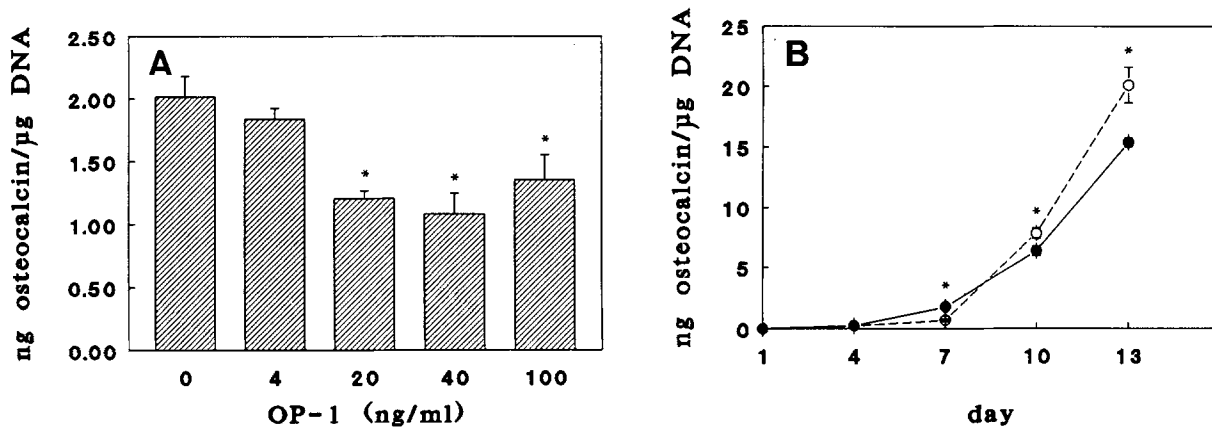 A
ng osteocalcin/µg DNA
2.50
2.00
1.50
1.00
0.50
0.00
*
*
*
0 4 20 40 100
OP-1 (ng/ml)
B
ng osteocalcin/µg DNA
25
20
15
10
5
0
*
*
*
1 4 7 10 13
day